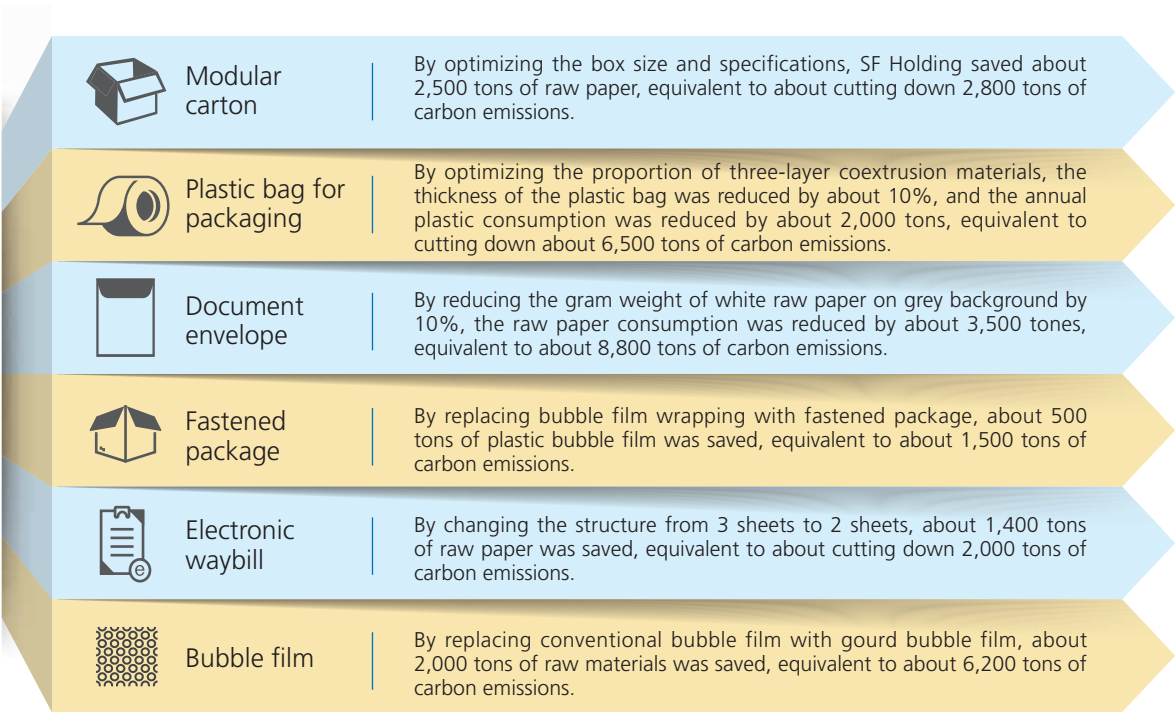 Modular
carton
By optimizing the box size and specifications, SF Holding saved about
2,500 tons of raw paper, equivalent to about cutting down 2,800 tons of
carbon emissions.
Plastic bag for
packaging
By optimizing the proportion of three-layer coextrusion materials, the
thickness of the plastic bag was reduced by about 10%, and the annual
plastic consumption was reduced by about 2,000 tons, equivalent to
cutting down about 6,500 tons of carbon emissions.
Document
envelope
By reducing the gram weight of white raw paper on grey background by
10%, the raw paper consumption was reduced by about 3,500 tones,
equivalent to about 8,800 tons of carbon emissions.
Fastened
package
By replacing bubble film wrapping with fastened package, about 500
tons of plastic bubble film was saved, equivalent to about 1,500 tons of
carbon emissions.
e
Electronic
waybill
By changing the structure from 3 sheets to 2 sheets, about 1,400 tons
of raw paper was saved, equivalent to about cutting down 2,000 tons of
carbon emissions.
Bubble film
By replacing conventional bubble film with gourd bubble film, about
2,000 tons of raw materials was saved, equivalent to about 6,200 tons of
carbon emissions.